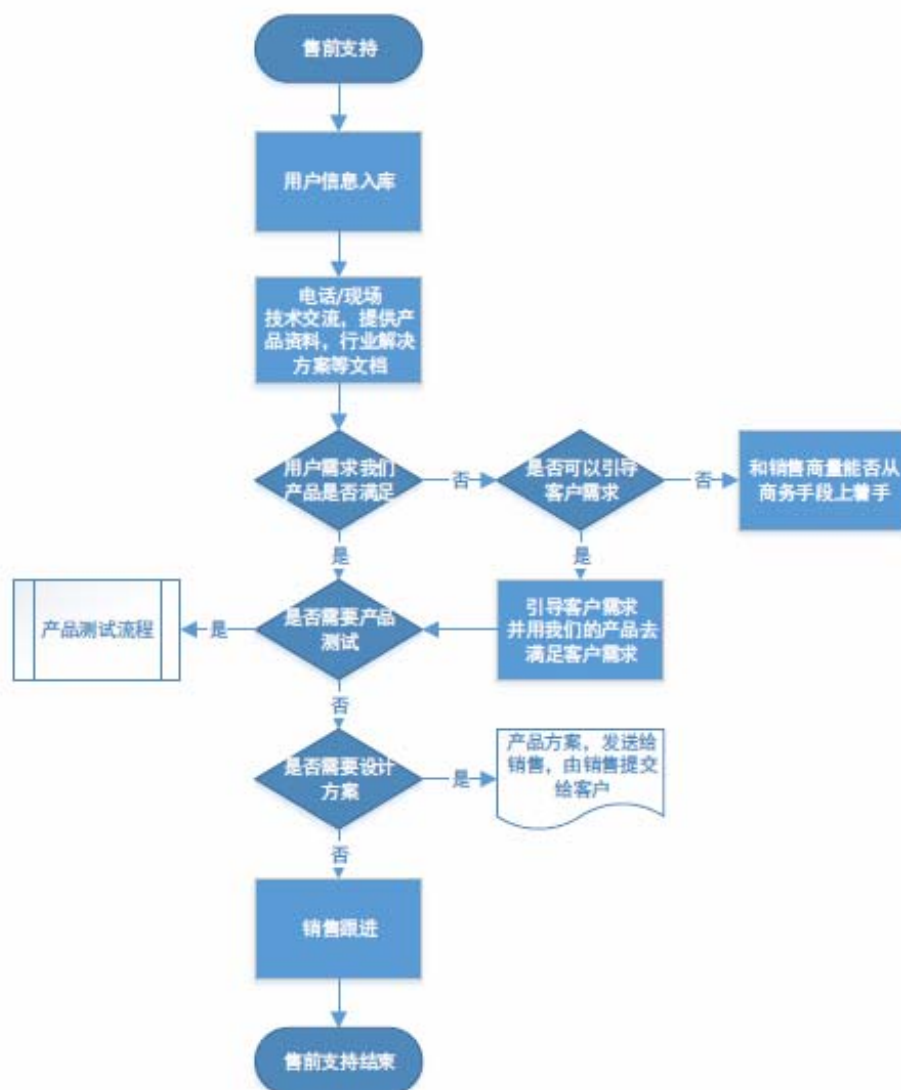 售前支持
用户信息入库
电话/现场
技术交流，提供产
品资料，行业解决
方案等文档
用户需求我们
产品是否满足
否
是否可以引导
客户需求
否
和销售商量能否从
商务手段上着手
是
是
产品测试流程
是
是否需要产品
测试
引导客户需求
并用我们的产品去
满足客户需求
否
是否需要设计
方案
是
产品方案，发送给
销售，由销售提交
给客户
否
销售跟进
售前支持结束